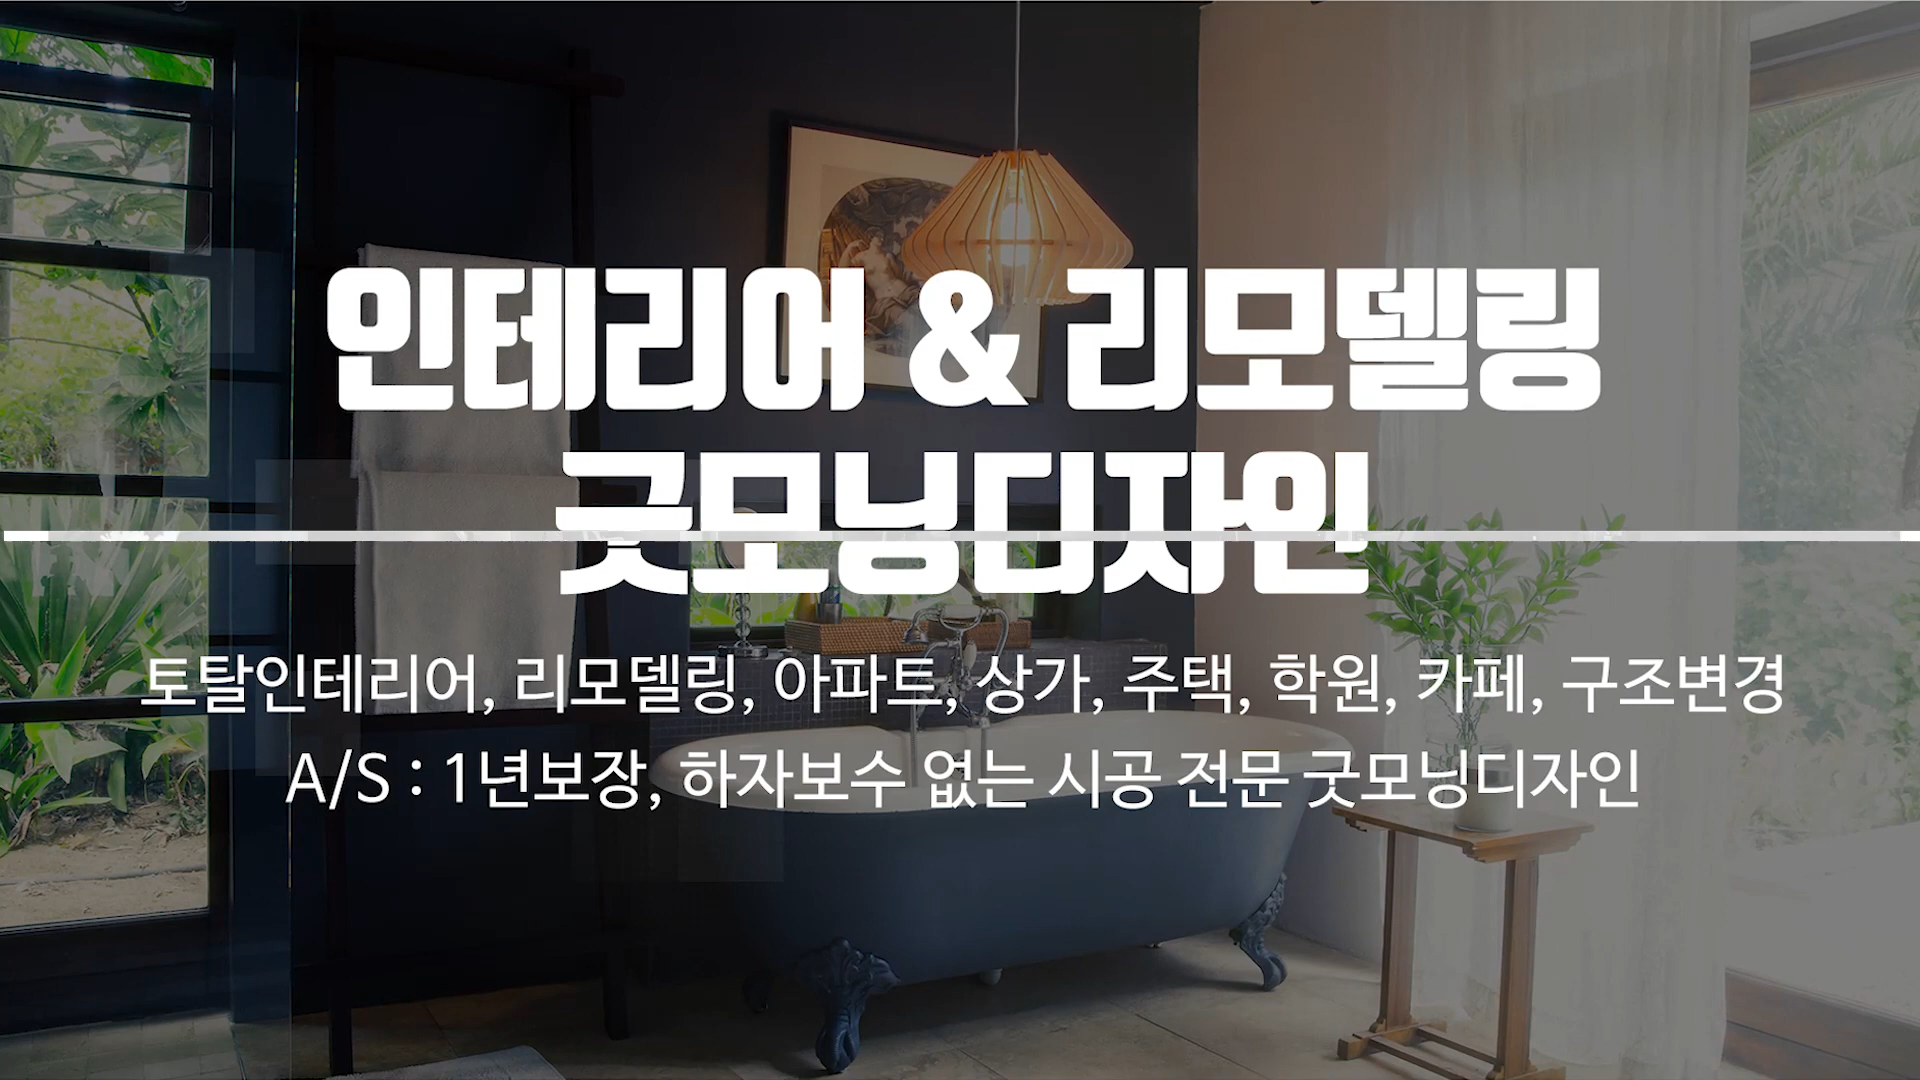 인테리어 & 리모델링
굿모닝디자인
토탈인테리어, 리모델링, 아파트, 상가, 주택, 학원, 카페, 구조변경
A/S : 1년보장, 하자보수 없는 시공 전문 굿모닝디자인